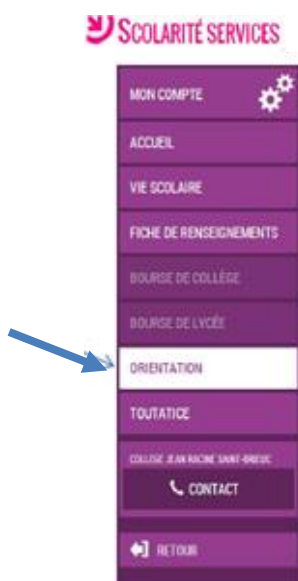 SCOLARITÉ SERVICES
MON COMPTE
ACCUEIL
VIE SCOLAIRE
FICHE DE RENSEIGNEMENTS
BOURSE DE COLLÈGE
BOURSE DE LYCÉE
ORIENTATION
TOUTATICE
COLLEGE JEAN RACINE SAINT-BRIEUC
CONTACT
RETOUR